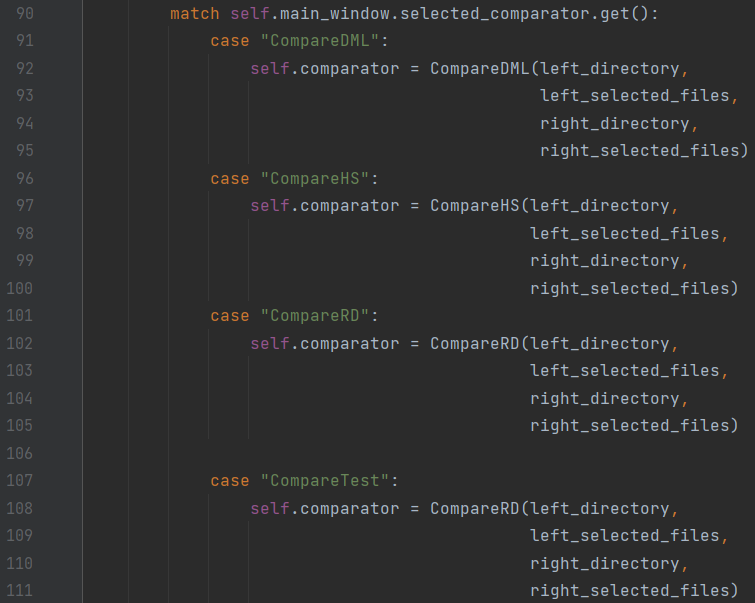 90 match self.main_window.selected_comparator.get():
91 case "CompareDML":
92 self.comparator = CompareDML(left_directory,
93 left_selected_files,
94 right_directory,
95 right_selected_files)
96 case "CompareHS":
97 self.comparator = CompareHS(left_directory,
98 left_selected_files,
99 right_directory,
100 right_selected_files)
101 case "CompareRD":
102 self.comparator = CompareRD(left_directory,
103 left_selected_files,
104 right_directory,
105 right_selected_files)
106
107 case "CompareTest":
108 self.comparator = CompareRD(left_directory,
109 left_selected_files,
110 right_directory,
111 right_selected_files)